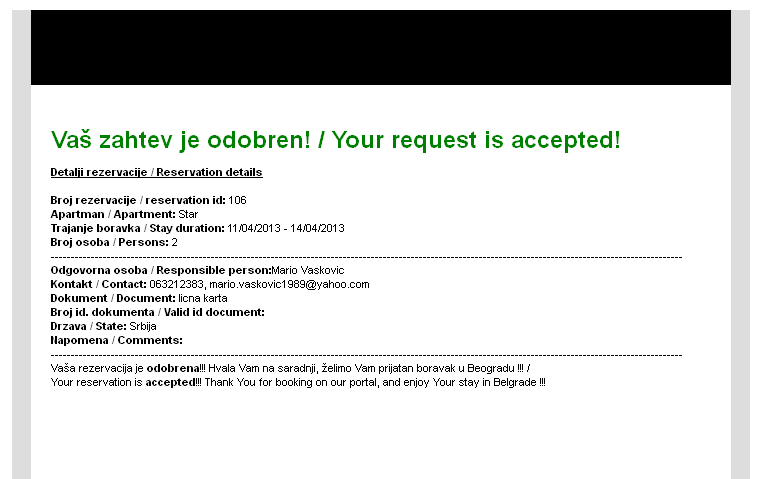 Vaš zahtev je odobren! / Your request is accepted!
Detalji rezervacije / Reservation details
Broj rezervacije / reservation id: 106
Apartman / Apartment: Star
Trajanje boravka / Stay duration: 11/04/2013 - 14/04/2013
Broj osoba / Persons: 2
Odgovorna osoba / Responsible person:Mario Vaskovic
Kontakt / Contact: 063212383, mario.vaskovic1989@yahoo.com
Dokument / Document: licna karta
Broj id. dokumenta / Valid id document:
Drzava / State: Srbija
Napomena / Comments:
Vaša rezervacija je odobrena!!! Hvala Vam na saradnji, želimo Vam prijatan boravak u Beogradu !!! /
Your reservation is accepted!!! Thank You for booking on our portal, and enjoy Your stay in Belgrade !!!